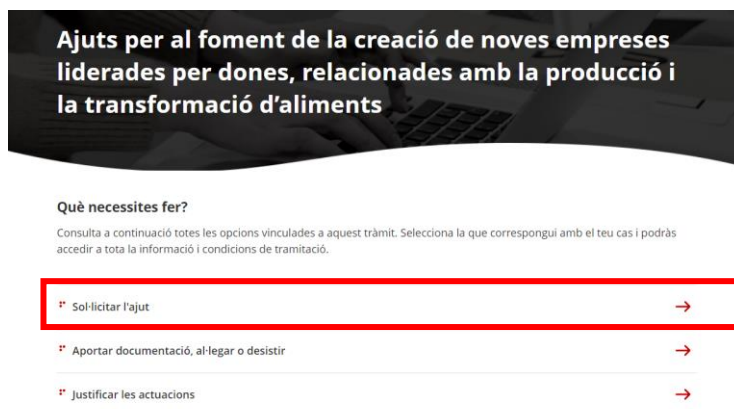 Ajuts per al foment de la creació de noves empreses
liderades per dones, relacionades amb la producció i
la transformació d'aliments
Què necessites fer?
Consulta a continuació totes les opcions vinculades a aquest tràmit. Selecciona la que correspongui amb el teu cas i podràs
accedir a tota la informació i condicions de tramitació.
Sol·licitar l'ajut
Aportar documentació, al·legar o desistir
Justificar les actuacions